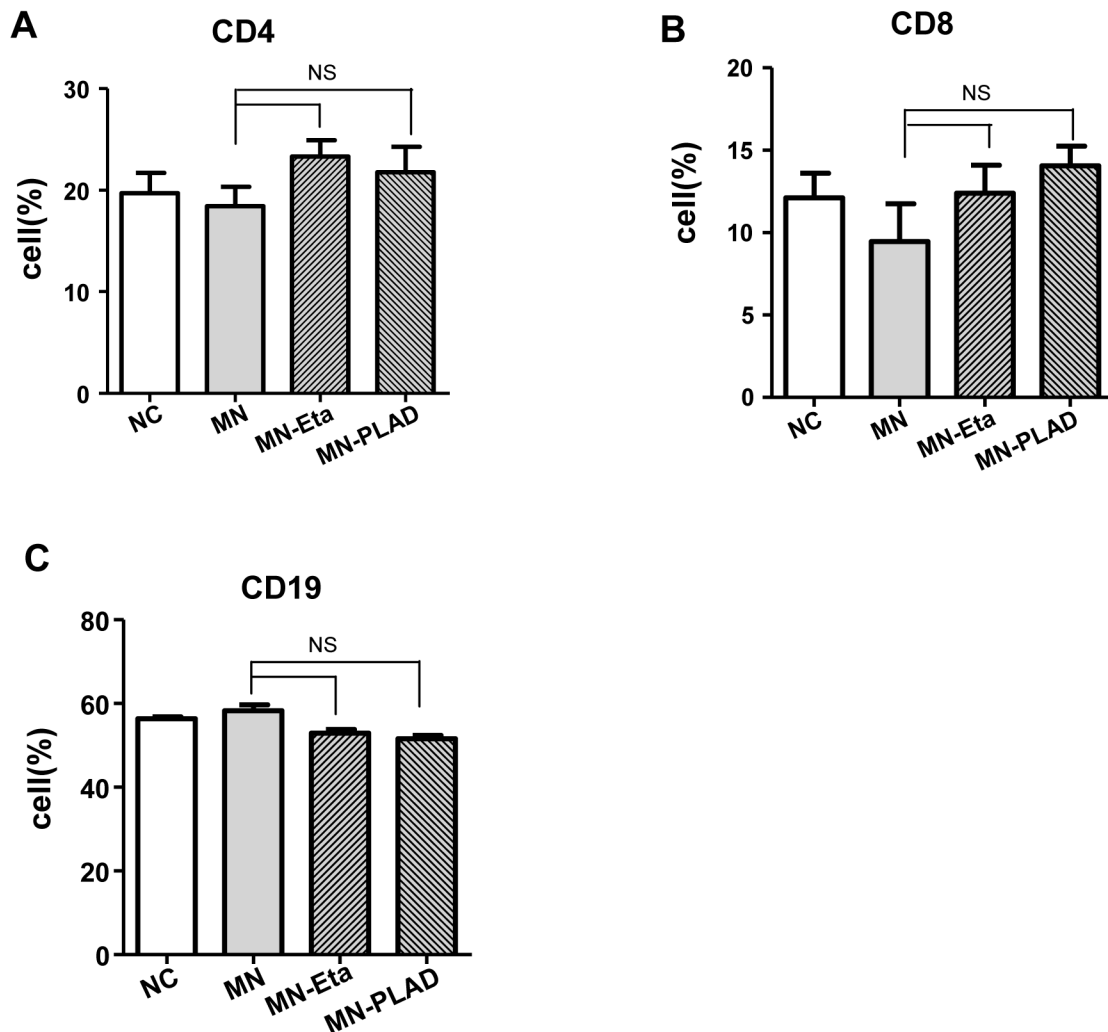 A
CD4
NS
30
20
10
0
cell(%)
NC
MN
MN-Eta
MN-PLAD
B
CD8
NS
20
15
10
5
0
cell(%)
NC
MN
MN-Eta
MN-PLAD
C
CD19
NS
80
60
40
20
0
cell(%)
NC
MN
MN-Eta
MN-PLAD